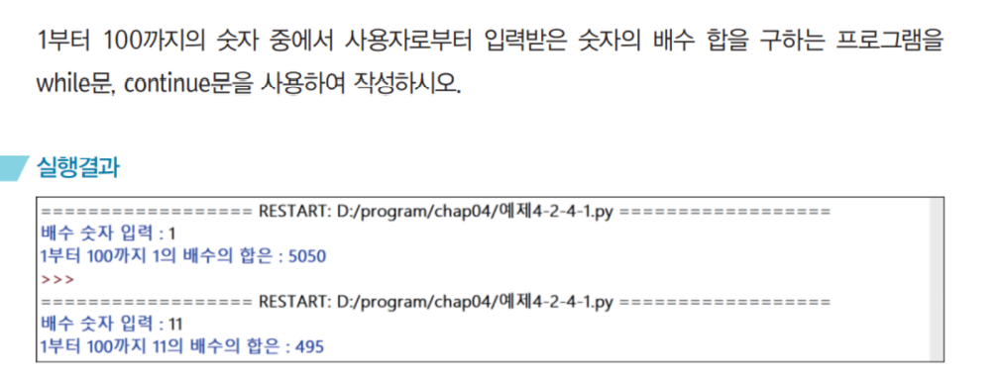 1부터 100까지의 숫자 중에서 사용자로부터 입력받은 숫자의 배수 합을 구하는 프로그램을
while문, continue문을 사용하여 작성하시오.
실행결과
================== RESTART: D:/program/chap04/예제4-2-4-1.py ==================
배수 숫자 입력 : 1
1부터 100까지 1의 배수의 합은 : 5050
>>>
================== RESTART: D:/program/chap04/예제4-2-4-1.py ==================
배수 숫자 입력 : 11
1부터 100까지 11의 배수의 합은 : 495